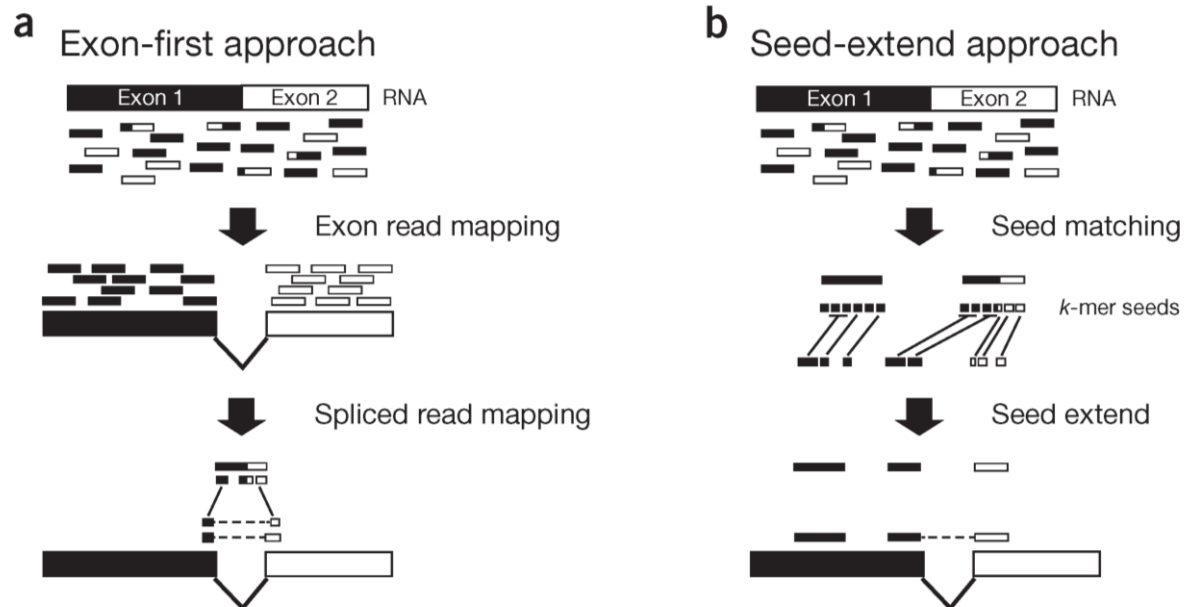 a Exon-first approach
Exon 1 Exon 2 RNA
Exon read mapping
Spliced read mapping
b Seed-extend approach
Exon 1 Exon 2 RNA
Seed matching
k-mer seeds
Seed extend